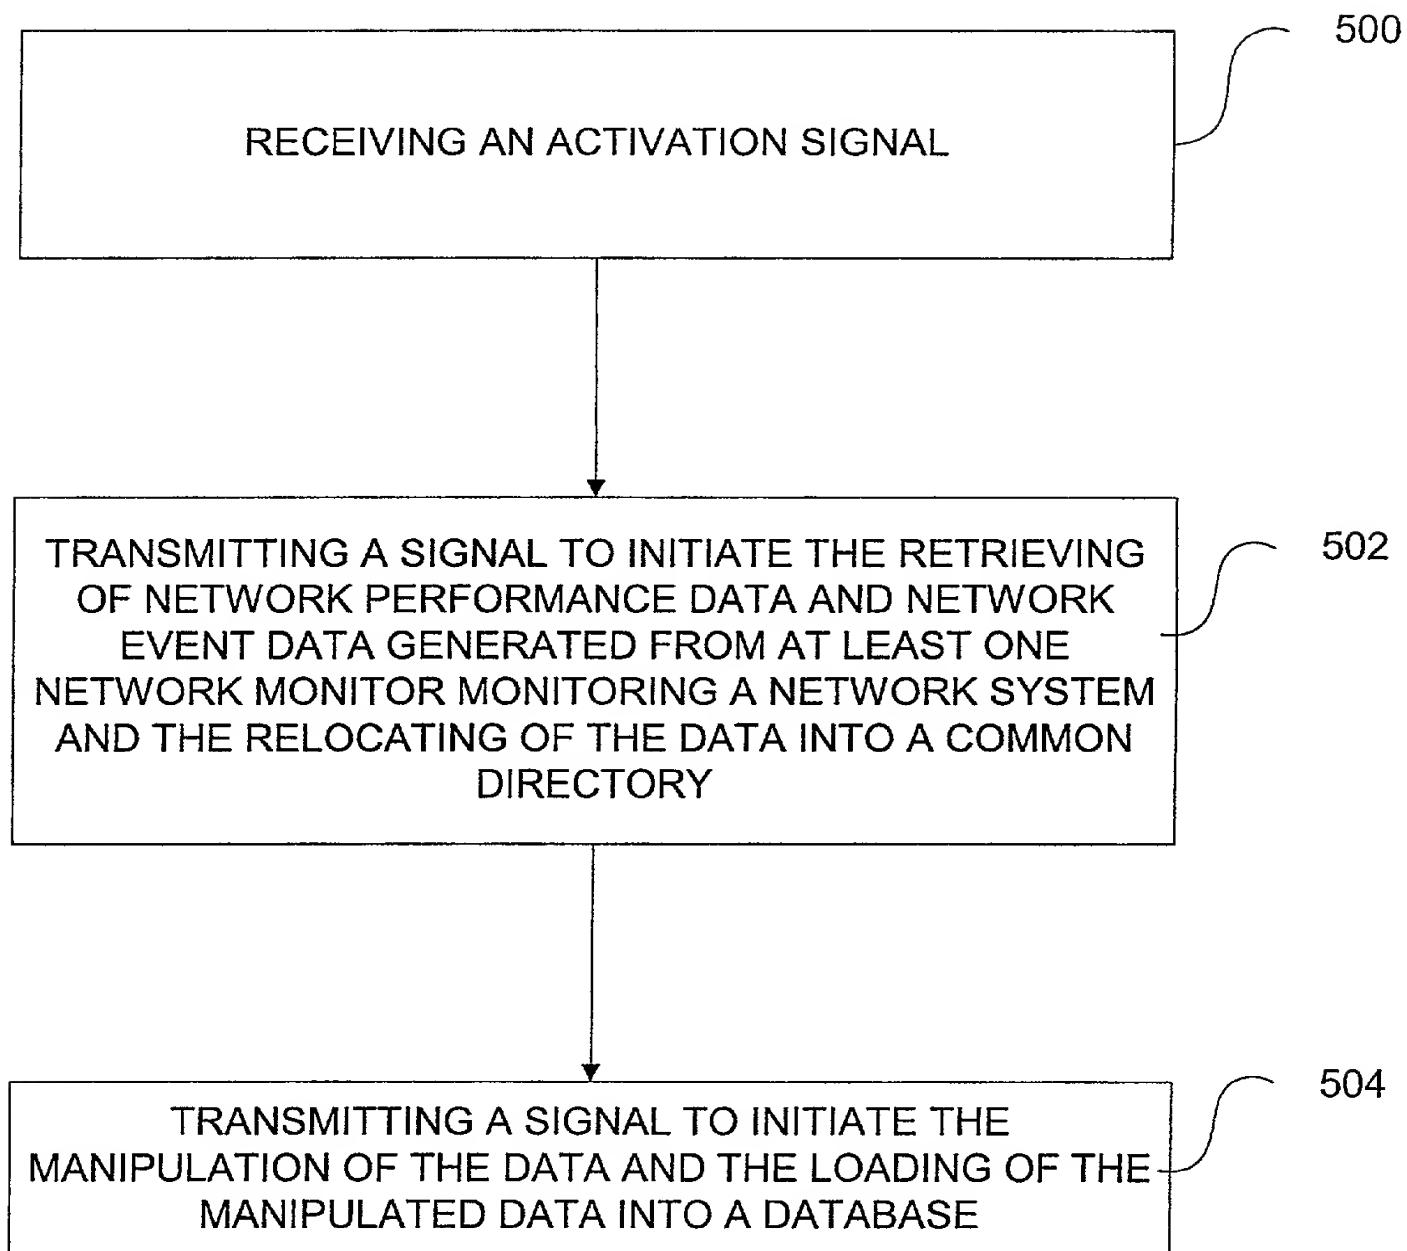 500
RECEIVING AN ACTIVATION SIGNAL
502
TRANSMITTING A SIGNAL TO INITIATE THE RETRIEVING
OF NETWORK PERFORMANCE DATA AND NETWORK
EVENT DATA GENERATED FROM AT LEAST ONE
NETWORK MONITOR MONITORING A NETWORK SYSTEM
AND THE RELOCATING OF THE DATA INTO A COMMON
DIRECTORY
504
TRANSMITTING A SIGNAL TO INITIATE THE
MANIPULATION OF THE DATA AND THE LOADING OF THE
MANIPULATED DATA INTO A DATABASE